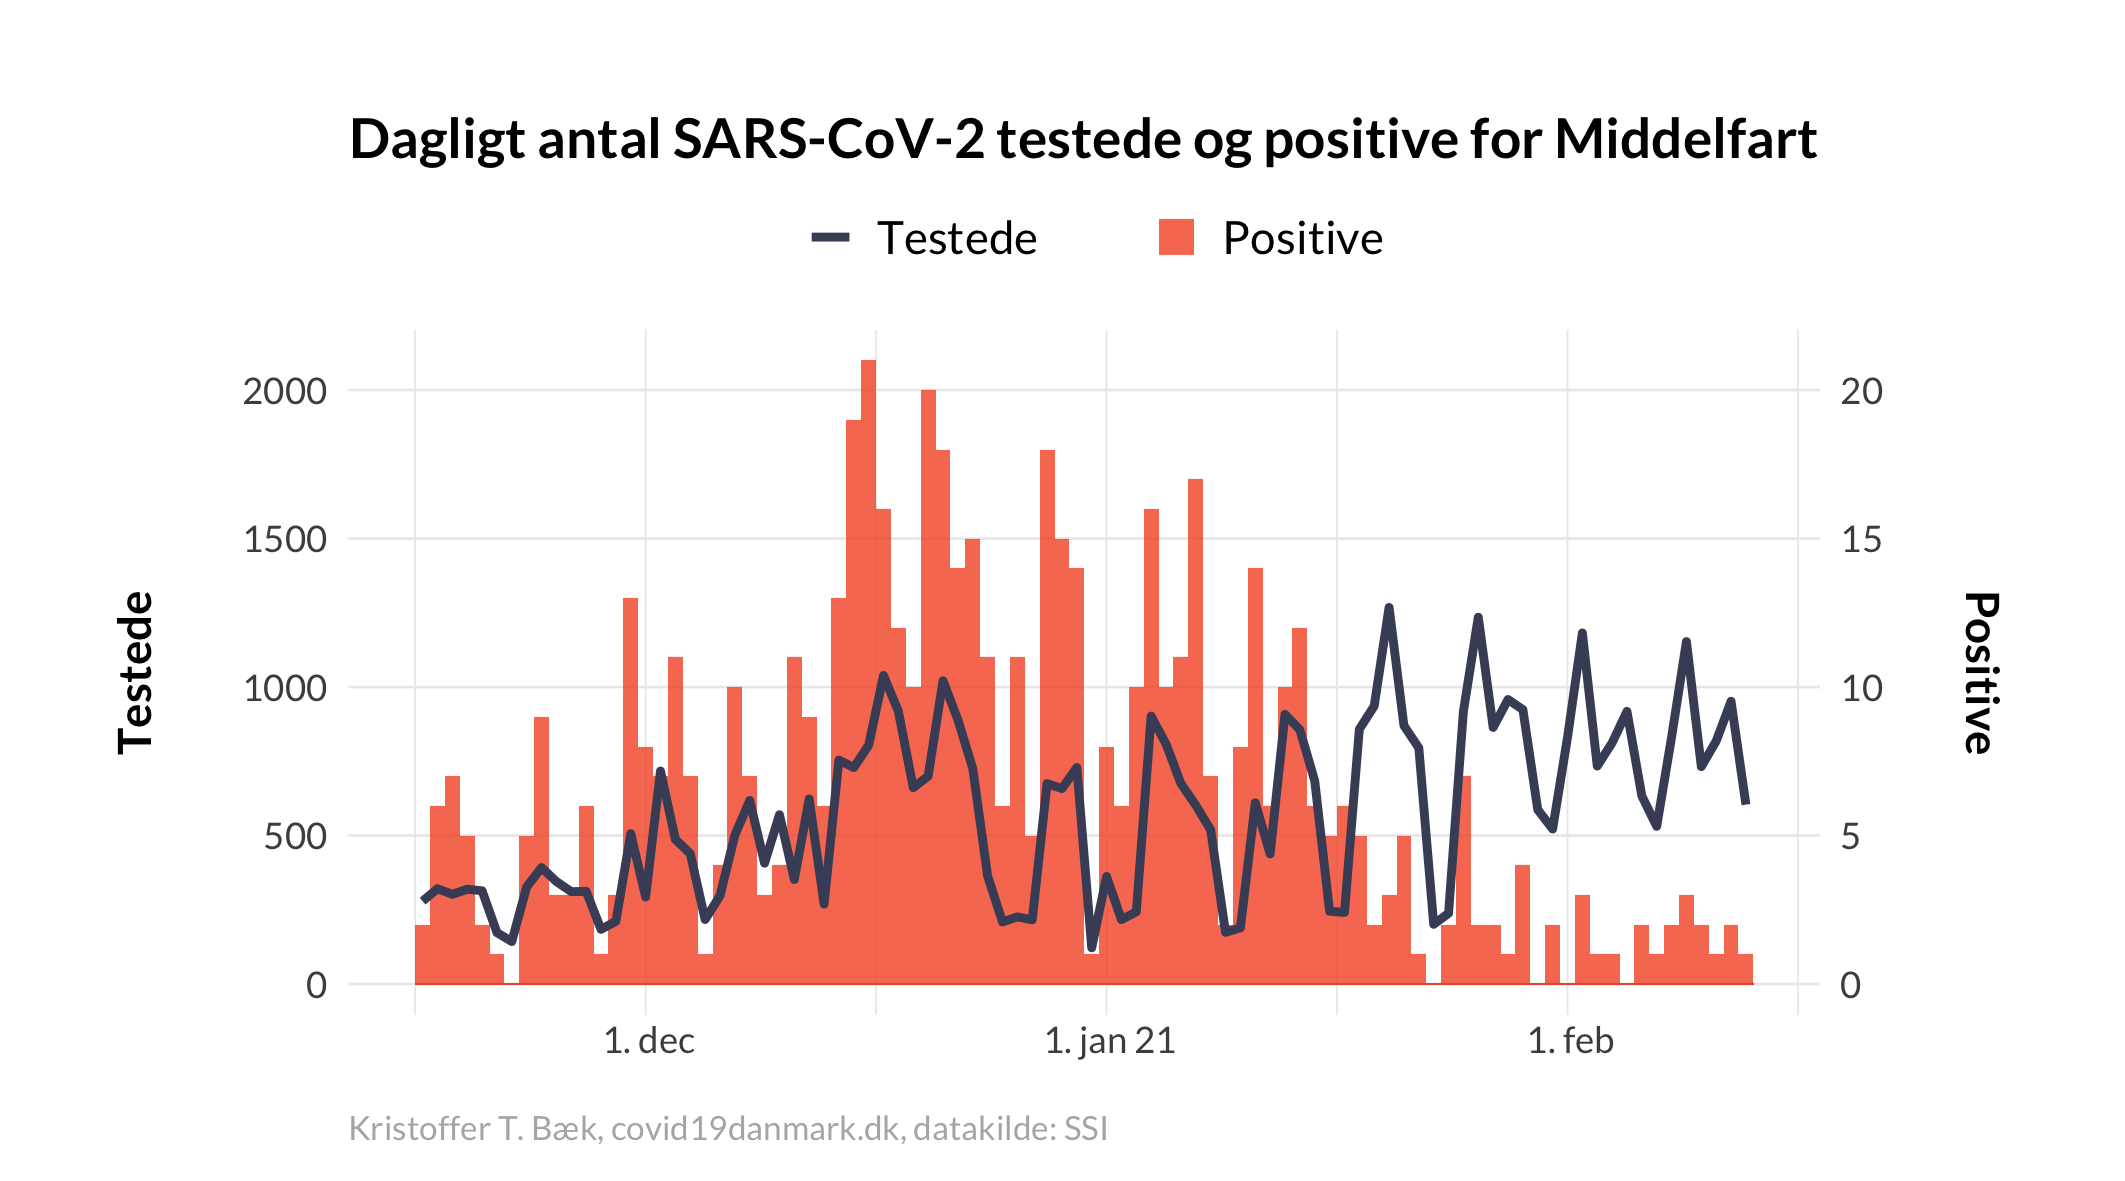 Dagligt antal SARS-CoV-2 testede og positive for Middelfart
Testede
Positive
2000
1500
1000
500
0
Testede
20
15
10
5
0
Positive
1. dec
1. jan 21
1. feb
Kristoffer T. Bæk, covid19danmark.dk, datakilde: SSI